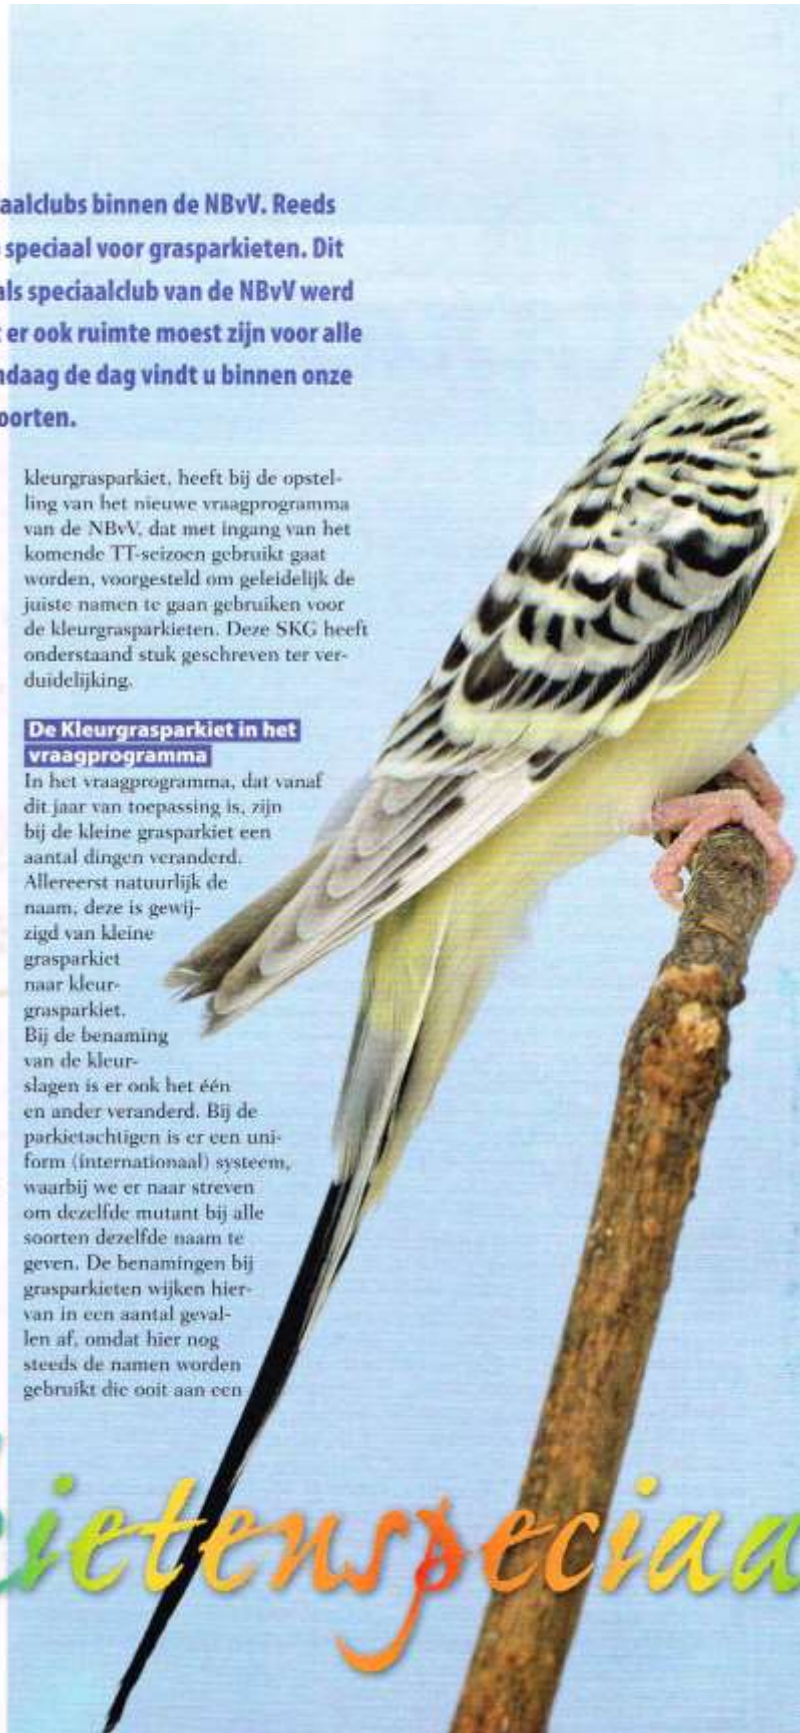 aalclubs binnen de NBvV. Reeds
speciaal voor grasparkieten. Dit
als speciaalclub van de NBvV werd
er ook ruimte moest zijn voor alle
ndaag de dag vindt u binnen onze
oorten.
kleurgrasparkiet, heeft bij de opstel-
ling van het nieuwe vraagprogramma
van de NBvV, dat met ingang van het
komende TT-seizoen gebruikt gaat
worden, voorgesteld om geleidelijk de
juiste namen te gaan gebruiken voor
de kleurgrasparkieten. Deze SKG heeft
onderstaand stuk geschreven ter ver-
duidelijking.
De Kleurgrasparkiet in het
vraagprogramma
In het vraagprogramma, dat vanaf
dit jaar van toepassing is, zijn
bij de kleine grasparkiet een
aantal dingen veranderd.
Allereerst natuurlijk de
naam, deze is gewij-
zigd van kleine
grasparkiet
naar kleur-
grasparkiet.
Bij de benaming
van de kleur-
slagen is er ook het één
en ander veranderd. Bij de
parkietachtigen is er een uni-
form (internationaal) systeem,
waarbij we er naar streven
om dezelfde mutant bij alle
soorten dezelfde naam te
geven. De benamingen bij
grasparkieten wijken hier-
van in een aantal geval-
len af, omdat hier nog
steeds de namen worden
gebruikt die ooit aan een
ietenspeciaa